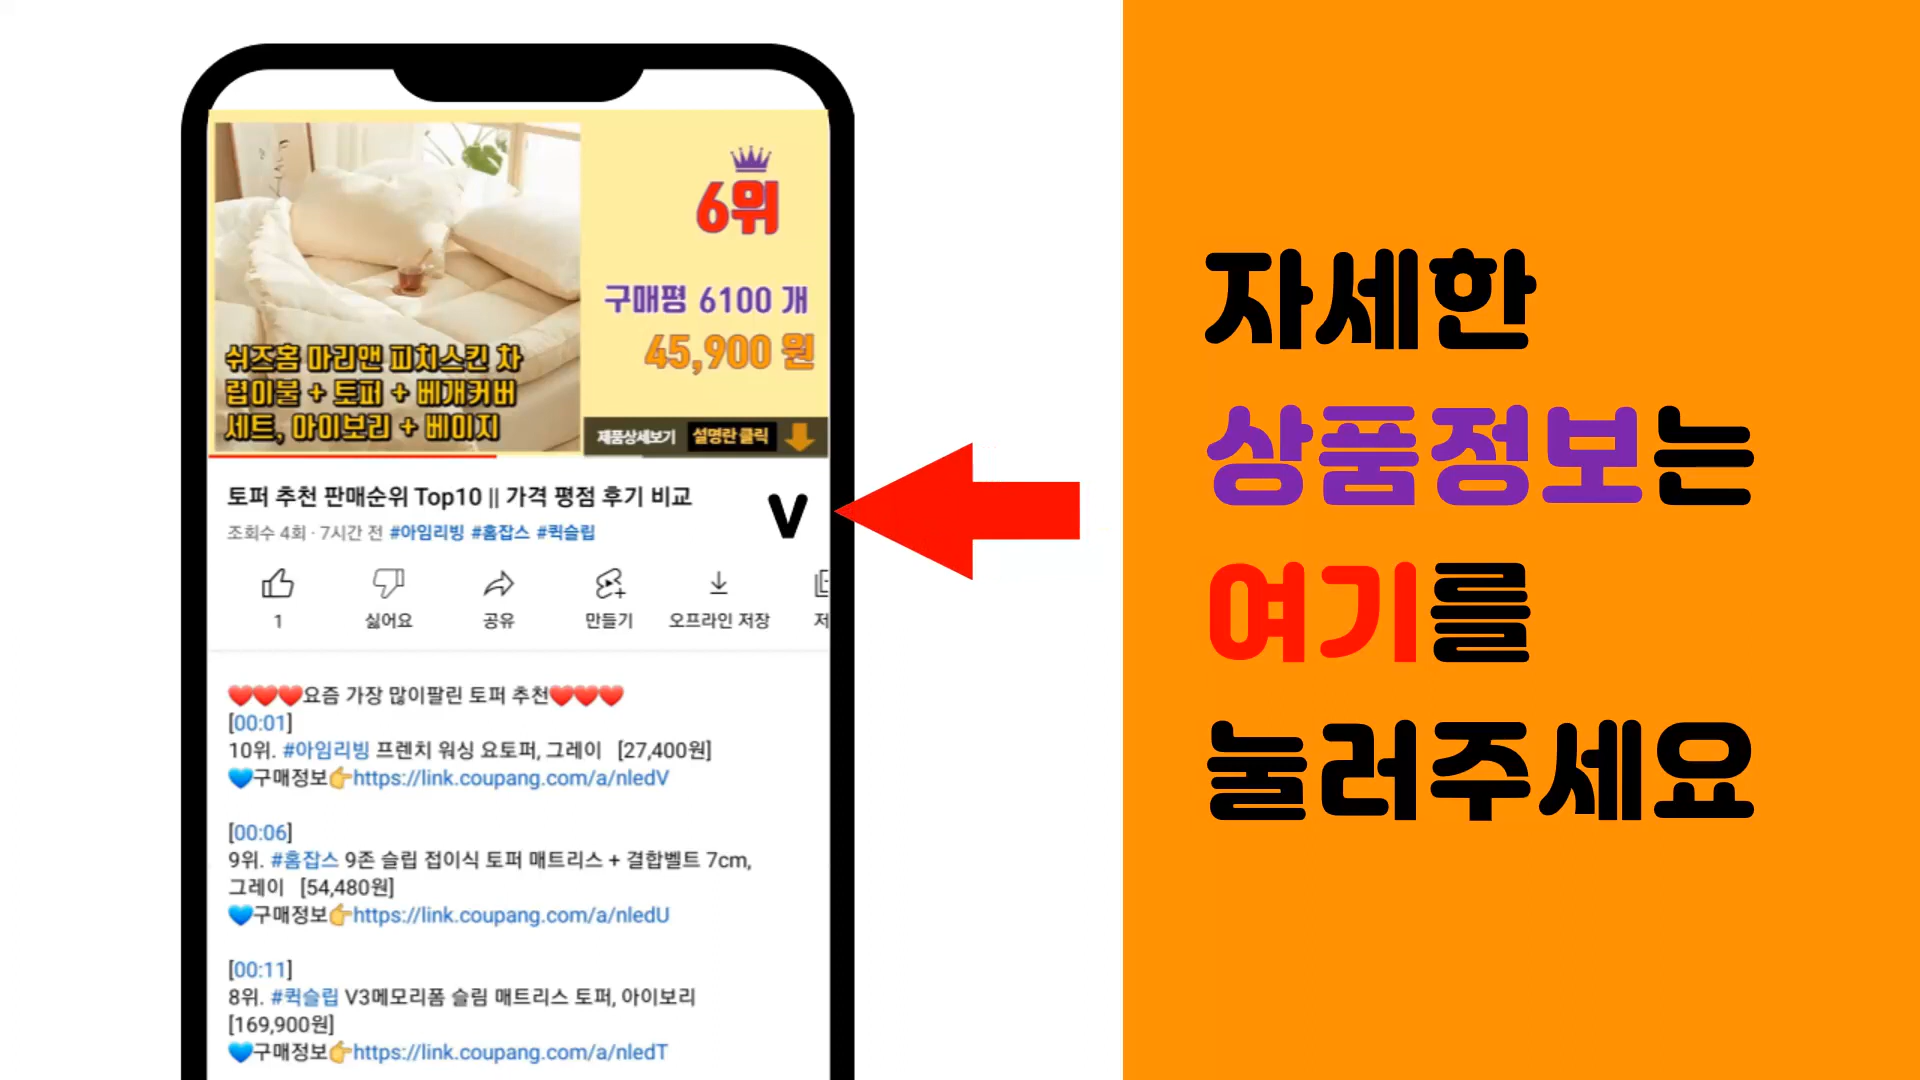 6위
구매평 6100 개
45,900 원
쉬즈홈 마리앤 피치스킨 차
렵이불 + 토퍼 + 베개커버
세트, 아이보리 + 베이지
제품상세보기 설명란 클릭
토퍼 추천 판매순위 Top10 || 가격 평점 후기 비교
V
조회수 4회 · 7시간 전 #아임리빙 #홈잡스 #퀵슬립
1 싫어요 공유 만들기 오프라인 저장 저
❤️❤️❤️요즘 가장 많이팔린 토퍼 추천❤️❤️❤️
[00:01]
10위. #아임리빙 프렌치 워싱 요토퍼, 그레이 [27,400원]
💙구매정보👉https://link.coupang.com/a/nledV
[00:06]
9위. #홈잡스 9존 슬립 접이식 토퍼 매트리스 + 결합벨트 7cm,
그레이 [54,480원]
💙구매정보👉https://link.coupang.com/a/nledU
[00:11]
8위. #퀵슬립 V3메모리폼 슬림 매트리스 토퍼, 아이보리
[169,900원]
💙구매정보👉https://link.coupang.com/a/nledT
자세한
상품정보는
여기를
눌러주세요